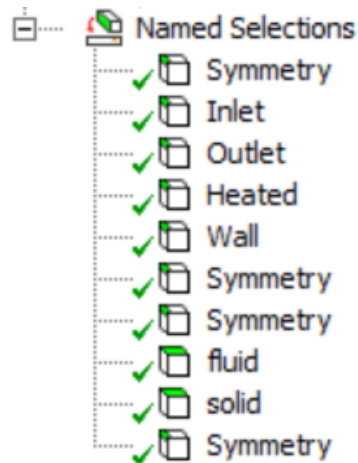 Named Selections
Symmetry
Inlet
Outlet
Heated
Wall
Symmetry
Symmetry
fluid
solid
Symmetry